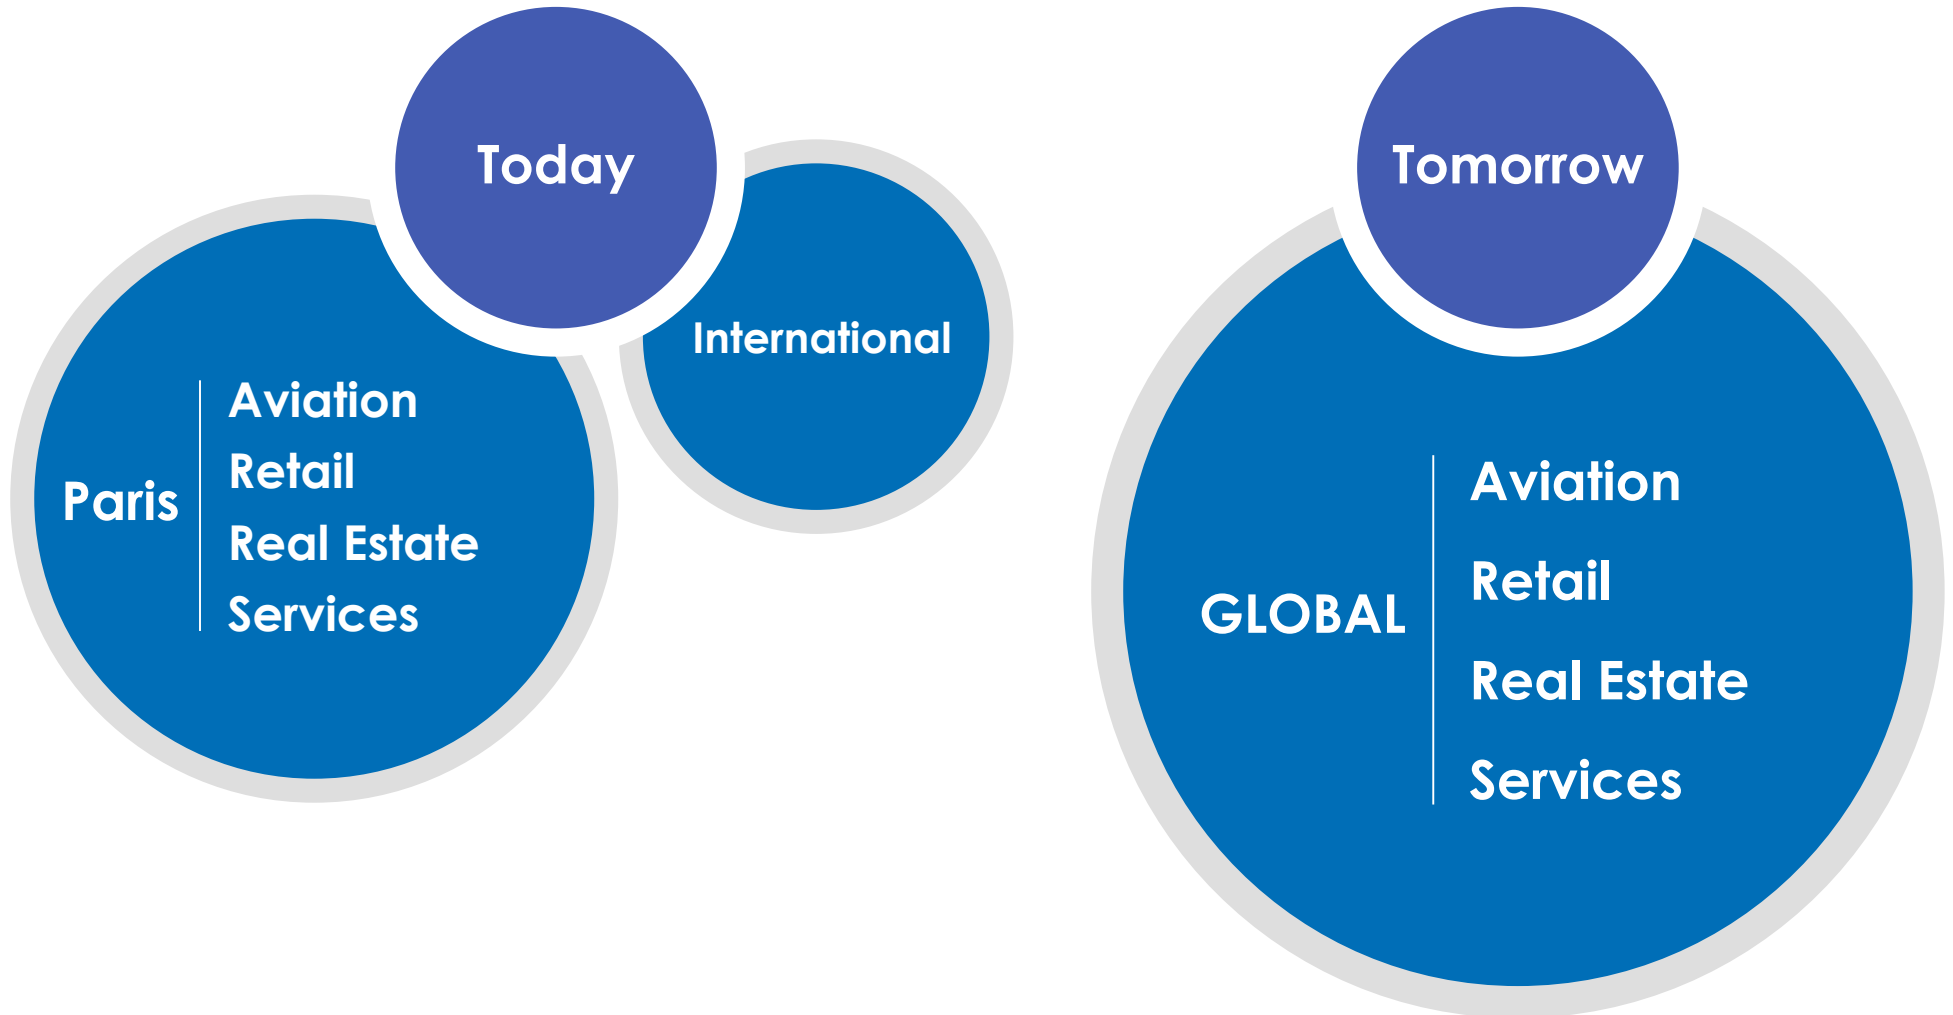 Today
International
Paris
Aviation
Retail
Real Estate
Services
Tomorrow
GLOBAL
Aviation
Retail
Real Estate
Services